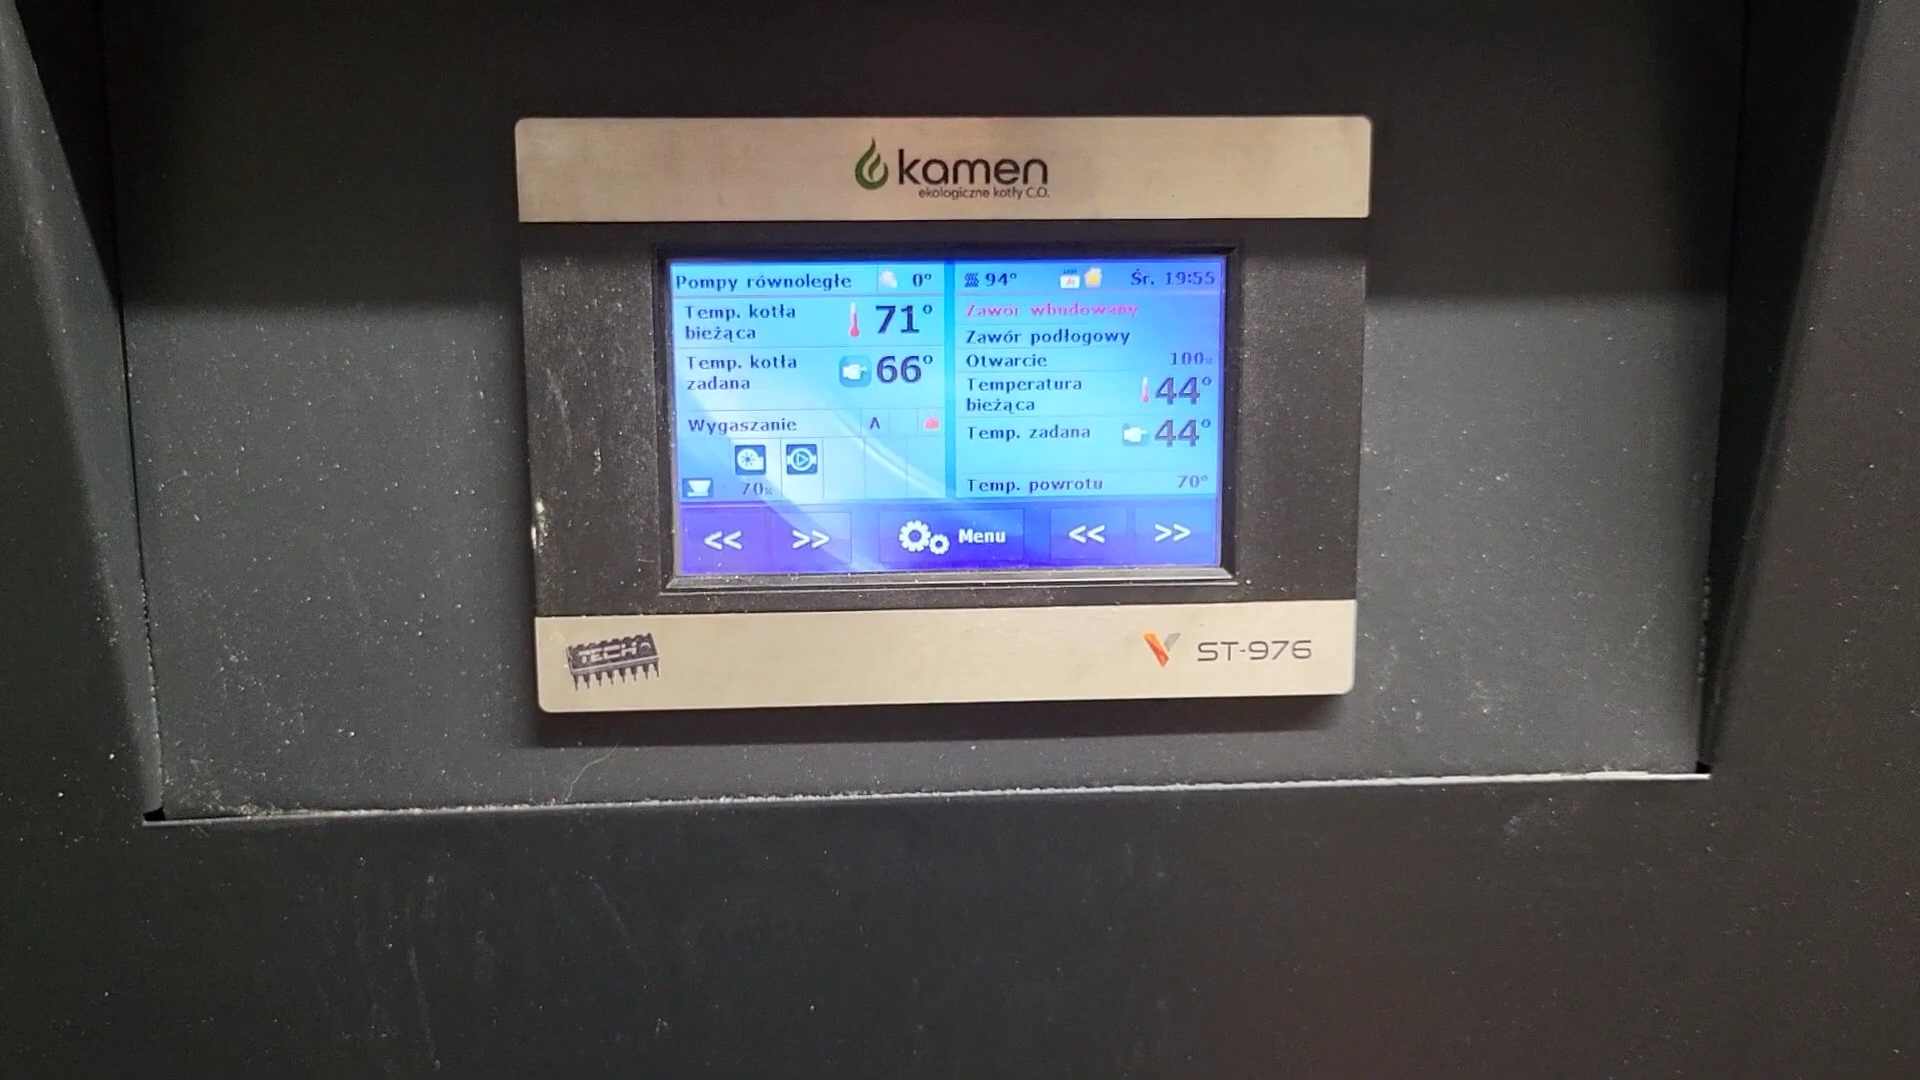 kamen
ekologiczne kotły C.O.
Pompy równoległe 0°
94° Śr. 19:55
Temp. kotła
bieżąca 71°
Temp. kotła
zadana 66°
Wygaszanie A
70%
Zawór wbudowany
Zawór podłogowy
Otwarcie 100%
Temperatura
bieżąca 44°
Temp. zadana 44°
Temp. powrotu 70°
<< >> Menu << >>
TECH
ST-976